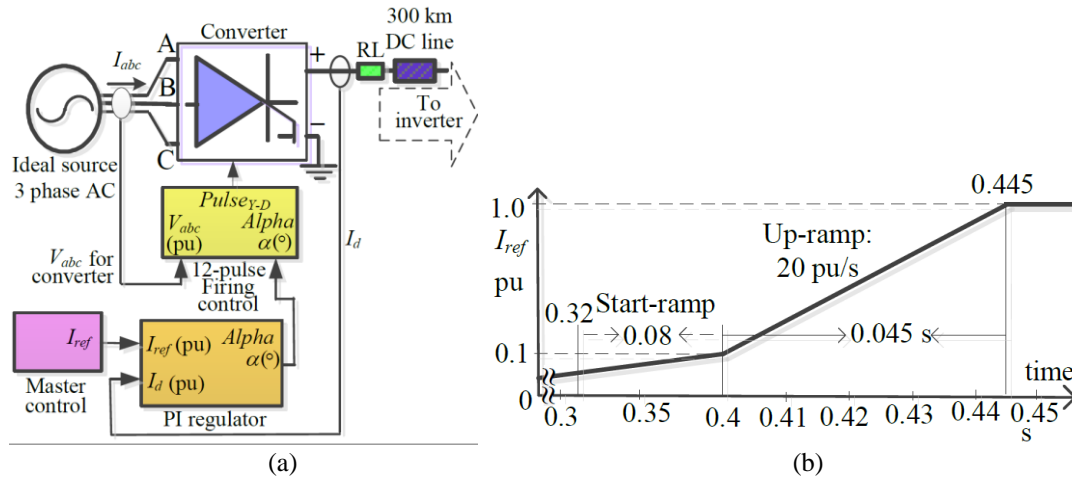 Converter
300 km
DC line
RL
I_abc
A
B
C
+
−
To
inverter
Ideal source
3 phase AC
Pulse_Y-D
V_abc
(pu)
Alpha
α(°)
I_d
V_abc for
converter
12-pulse
Firing
control
I_ref
I_ref (pu)
Alpha
α(°)
I_d (pu)
Master
control
PI regulator
(a)
0.445
1.0
I_ref
pu
Up-ramp:
20 pu/s
0.32
Start-ramp
0.08
0.045 s
0.1
0
time
0.3
0.35
0.4
0.41
0.42
0.43
0.44
0.45
s
(b)